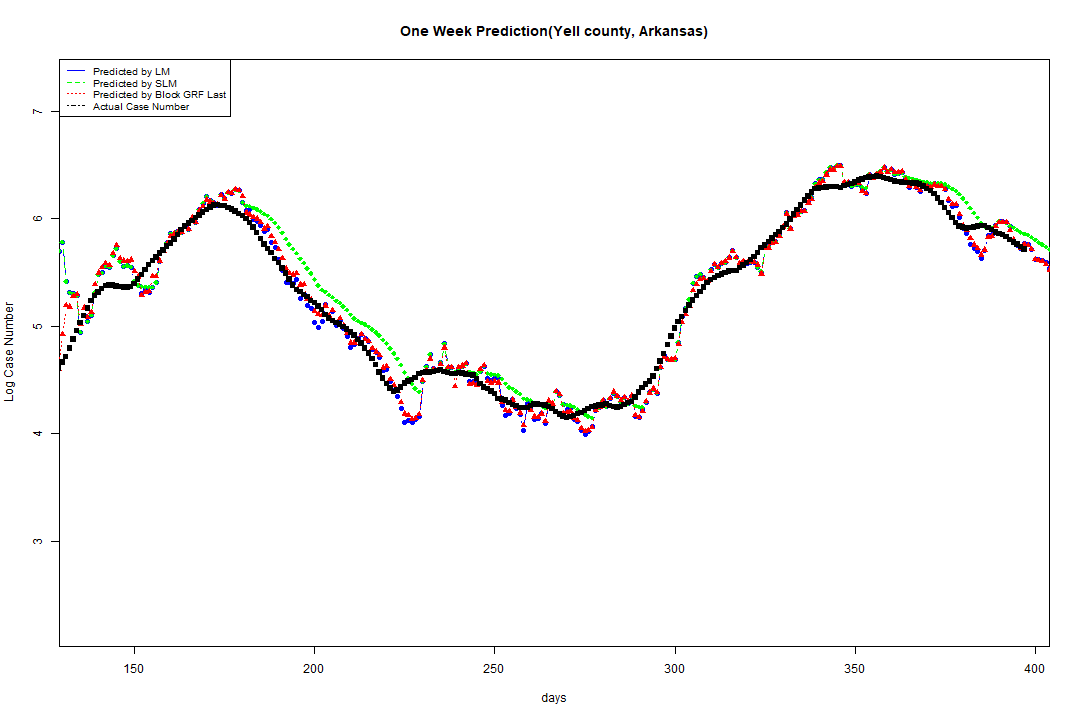 One Week Prediction(Yell county, Arkansas)
Predicted by LM
Predicted by SLM
Predicted by Block GRF Last
Actual Case Number
7
6
5
4
3
Log Case Number
150 200 250 300 350 400
days